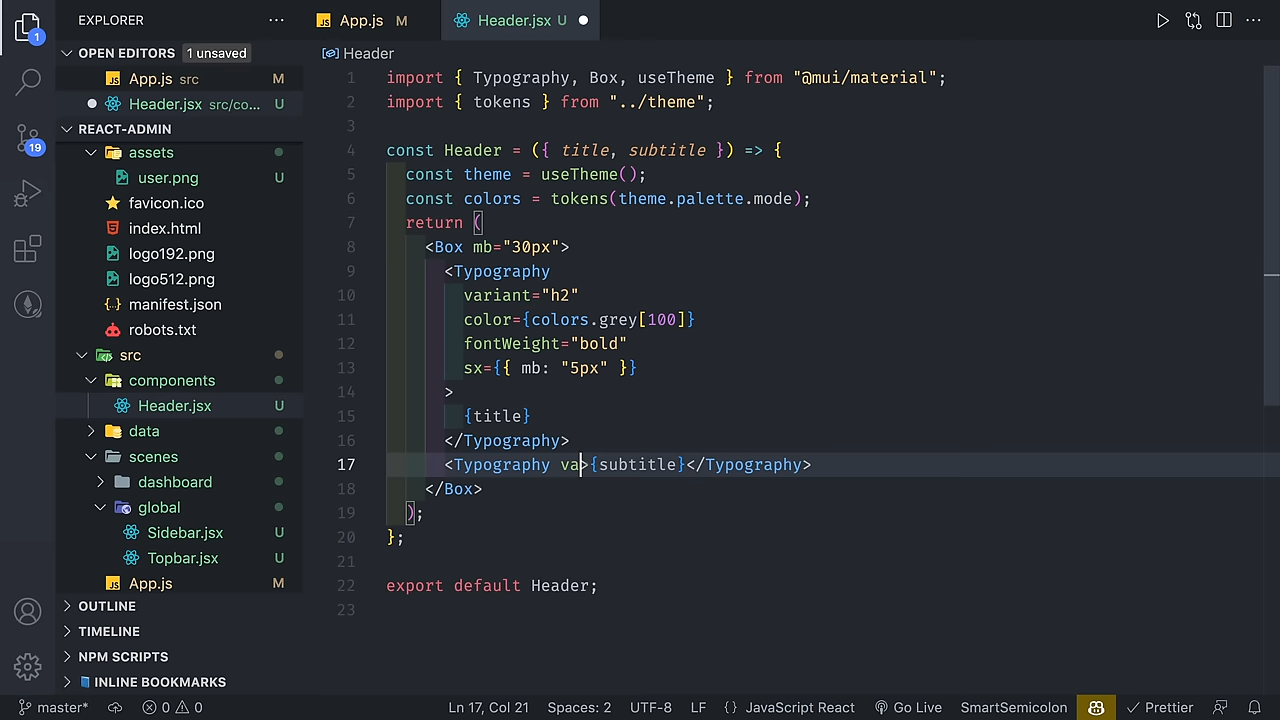 EXPLORER
OPEN EDITORS 1 unsaved
App.js src M
Header.jsx src/co... U
REACT-ADMIN
assets
user.png U
favicon.ico
index.html
logo192.png
logo512.png
manifest.json
robots.txt
src
components
Header.jsx U
data
scenes
dashboard
global
Sidebar.jsx U
Topbar.jsx U
App.js M
OUTLINE
TIMELINE
NPM SCRIPTS
INLINE BOOKMARKS
1
19
JS App.js M
Header.jsx U
Header
1 import { Typography, Box, useTheme } from "@mui/material";
2 import { tokens } from "../theme";
3
4 const Header = ({ title, subtitle }) => {
5 const theme = useTheme();
6 const colors = tokens(theme.palette.mode);
7 return (
8 <Box mb="30px">
9 <Typography
10 variant="h2"
11 color={colors.grey[100]}
12 fontWeight="bold"
13 sx={{ mb: "5px" }}
14 >
15 {title}
16 </Typography>
17 <Typography va>{subtitle}</Typography>
18 </Box>
19 );
20 };
21
22 export default Header;
23
master* 0 0 Ln 17, Col 21 Spaces: 2 UTF-8 LF {} JavaScript React Go Live SmartSemicolon Prettier